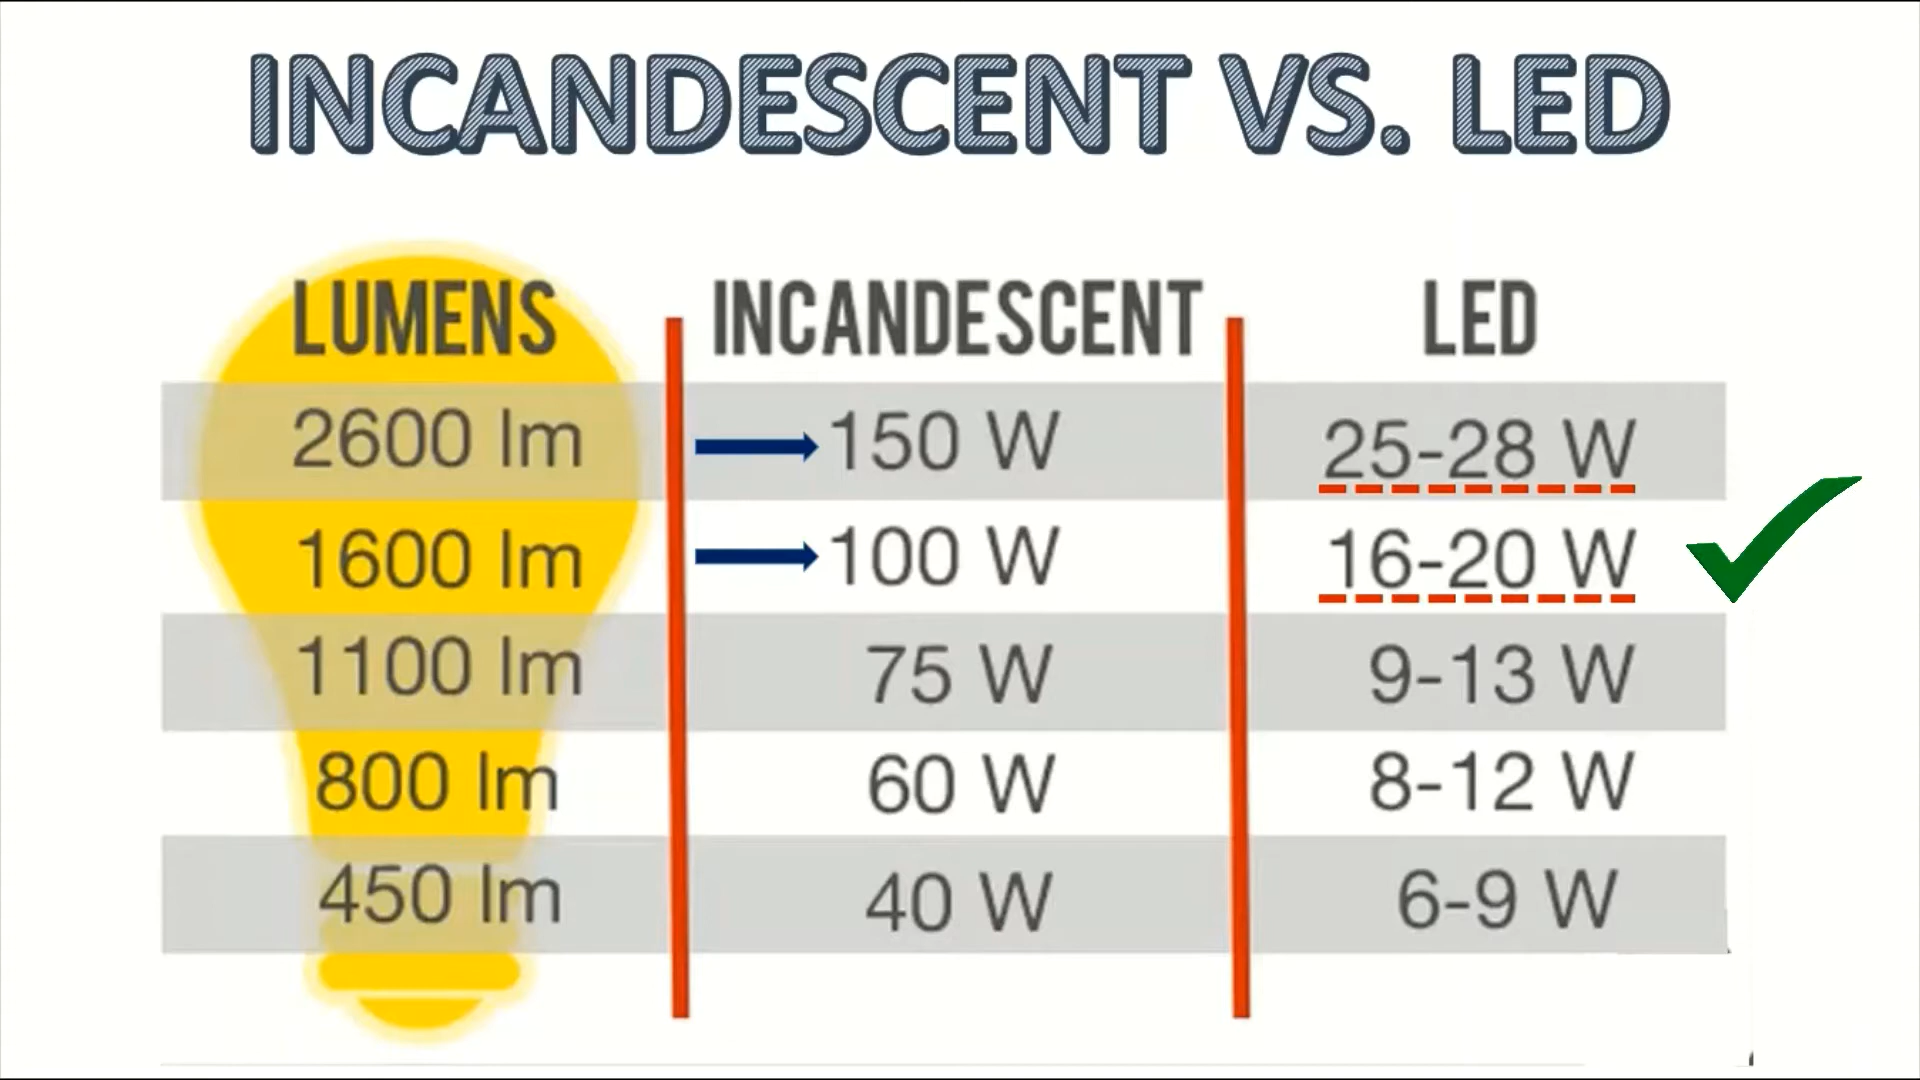 INCANDESCENT VS. LED
LUMENS INCANDESCENT LED
2600 lm 150 W 25-28 W
1600 lm 100 W 16-20 W
1100 lm 75 W 9-13 W
800 lm 60 W 8-12 W
450 lm 40 W 6-9 W